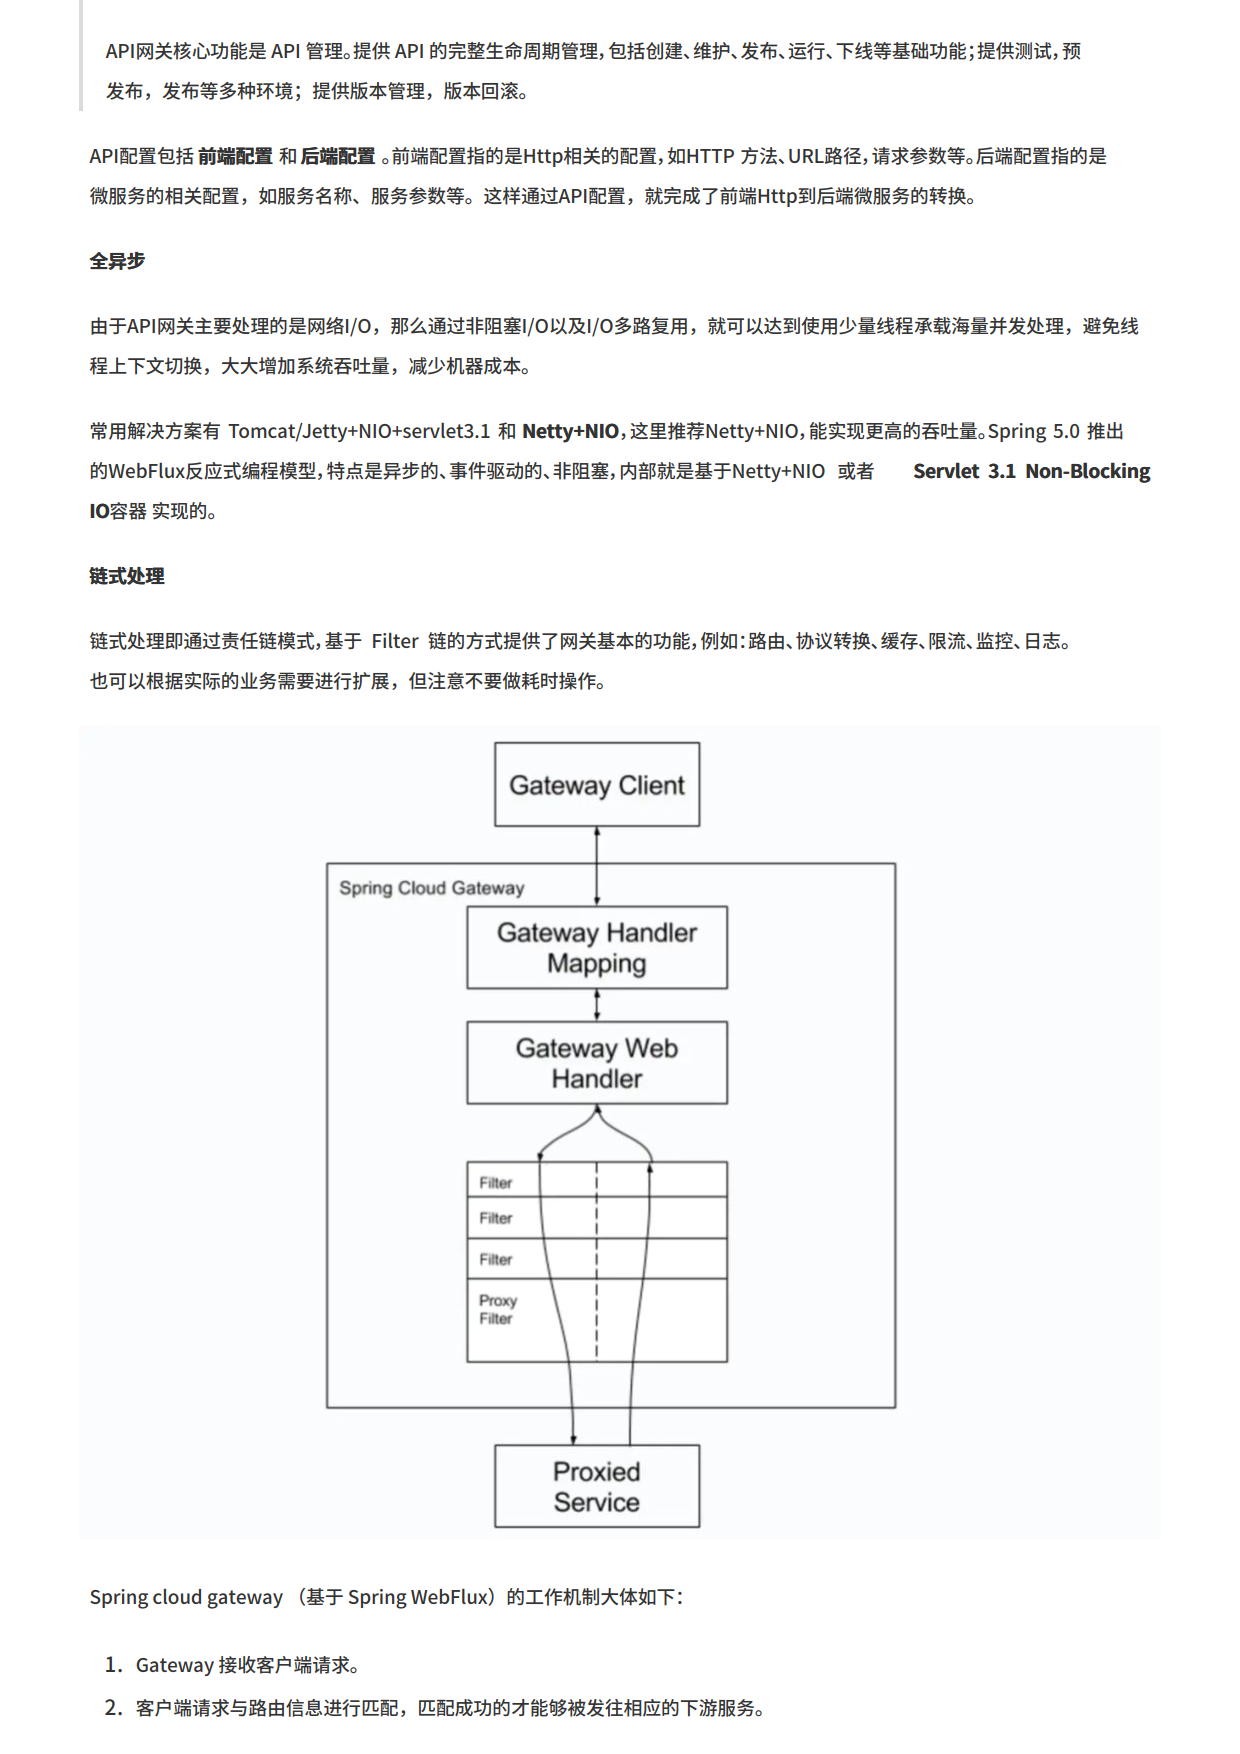 API网关核心功能是 API 管理。提供 API 的完整生命周期管理，包括创建、维护、发布、运行、下线等基础功能；提供测试，预
发布，发布等多种环境；提供版本管理，版本回滚。
API配置包括 前端配置 和 后端配置 。前端配置指的是Http相关的配置，如HTTP 方法、URL路径，请求参数等。后端配置指的是
微服务的相关配置，如服务名称、服务参数等。这样通过API配置，就完成了前端Http到后端微服务的转换。
全异步
由于API网关主要处理的是网络I/O，那么通过非阻塞I/O以及I/O多路复用，就可以达到使用少量线程承载海量并发处理，避免线
程上下文切换，大大增加系统吞吐量，减少机器成本。
常用解决方案有 Tomcat/Jetty+NIO+servlet3.1 和 Netty+NIO，这里推荐Netty+NIO，能实现更高的吞吐量。Spring 5.0 推出
的WebFlux反应式编程模型，特点是异步的、事件驱动的、非阻塞，内部就是基于Netty+NIO 或者 Servlet 3.1 Non-Blocking
IO容器 实现的。
链式处理
链式处理即通过责任链模式，基于 Filter 链的方式提供了网关基本的功能，例如：路由、协议转换、缓存、限流、监控、日志。
也可以根据实际的业务需要进行扩展，但注意不要做耗时操作。
Gateway Client
Spring Cloud Gateway
Gateway Handler
Mapping
Gateway Web
Handler
Filter
Filter
Filter
Proxy
Filter
Proxied
Service
Spring cloud gateway （基于 Spring WebFlux）的工作机制大体如下：
1. Gateway 接收客户端请求。
2. 客户端请求与路由信息进行匹配，匹配成功的才能够被发往相应的下游服务。